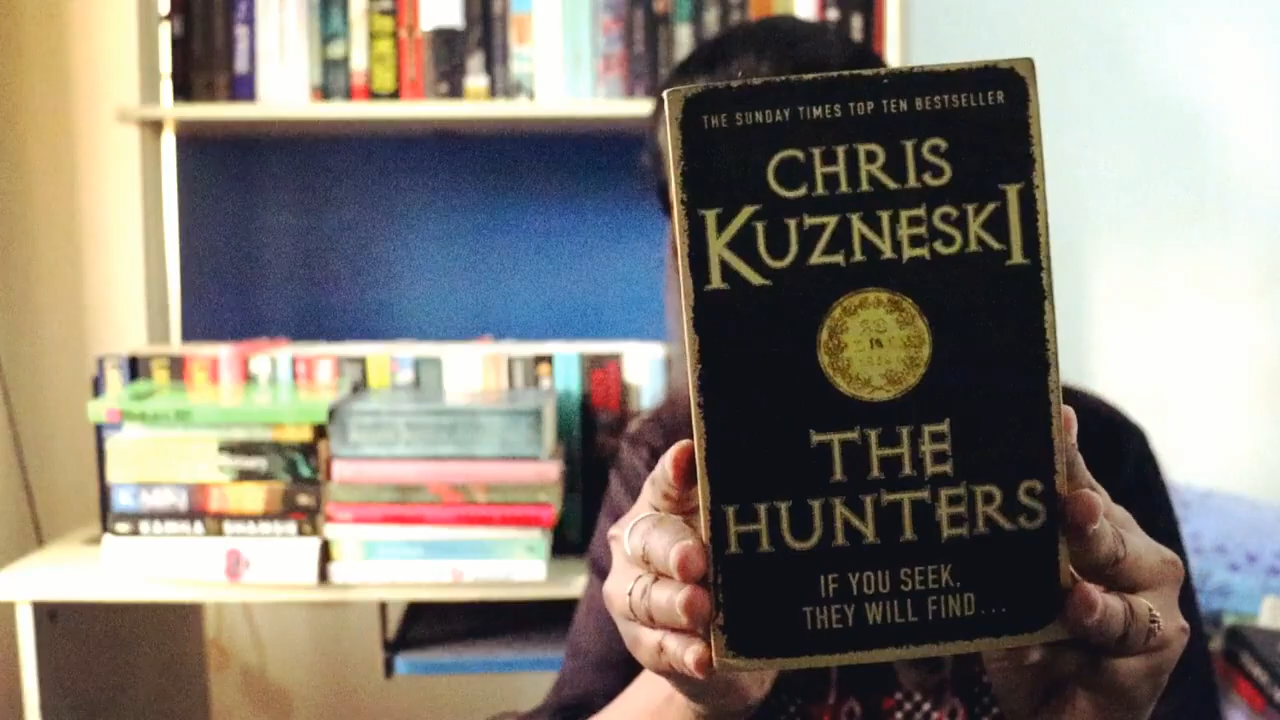 THE SUNDAY TIMES TOP TEN BESTSELLER
CHRIS
KUZNESKI
THE
HUNTERS
IF YOU SEEK,
THEY WILL FIND...